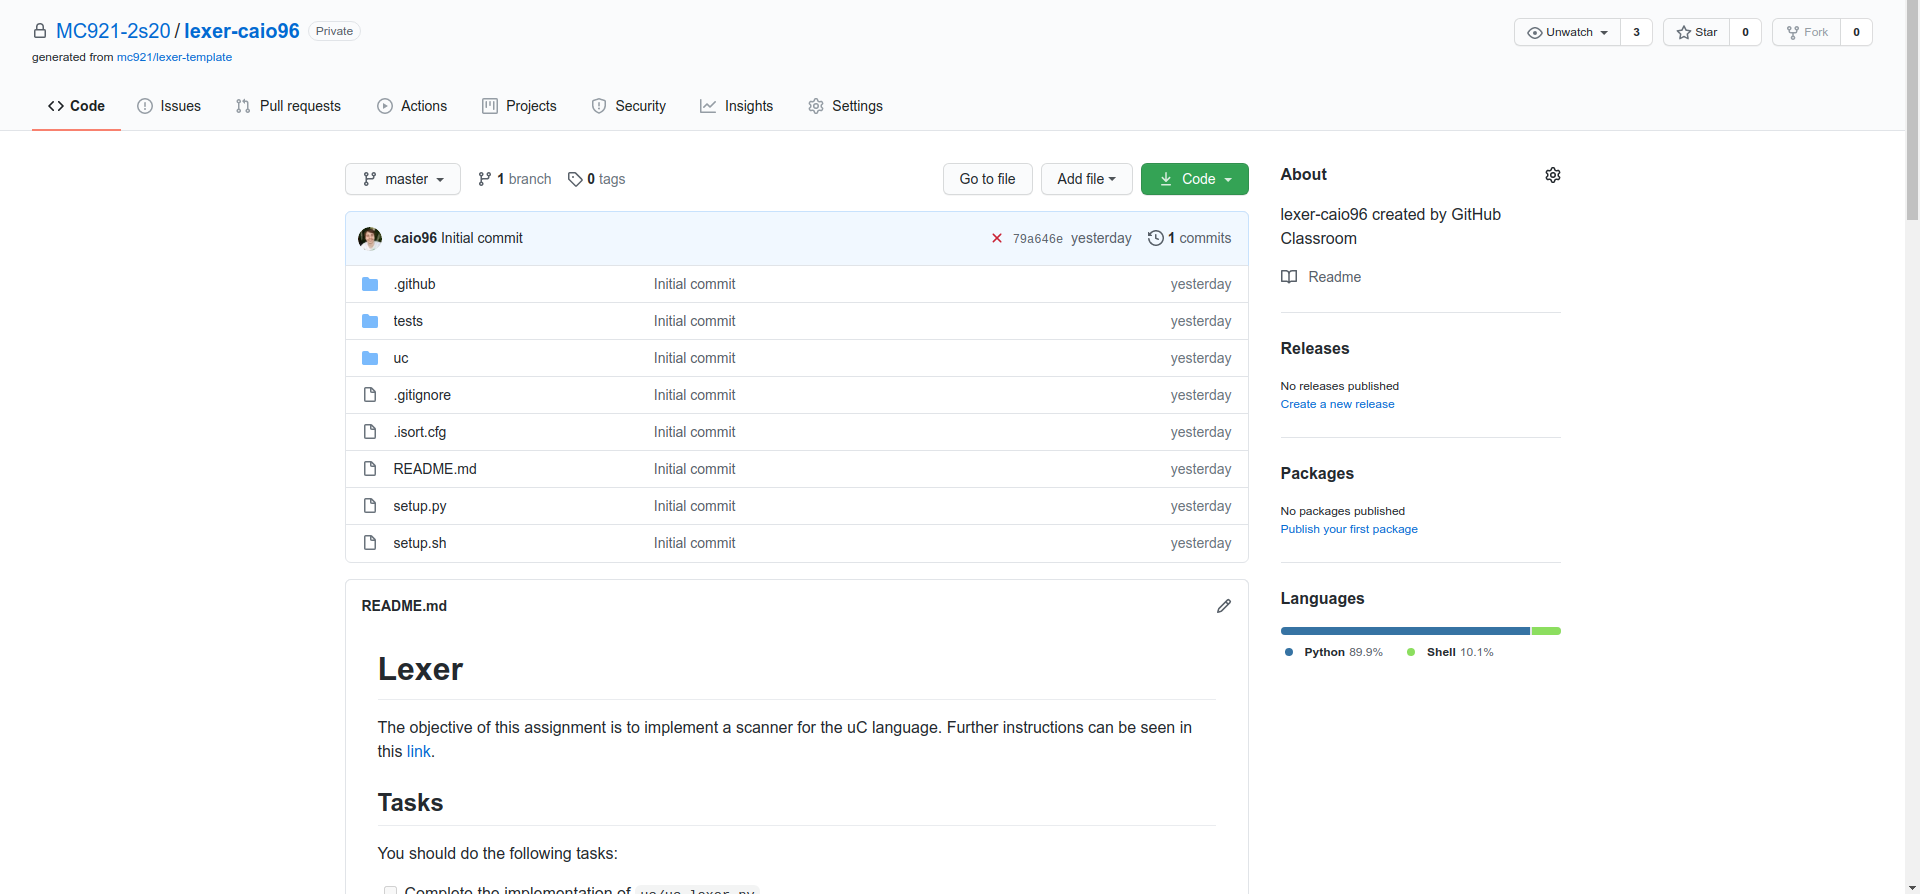 MC921-2s20 / lexer-caio96 Private
Unwatch 3 Star 0 Fork 0
generated from mc921/lexer-template
Code Issues Pull requests Actions Projects Security Insights Settings
master 1 branch 0 tags Go to file Add file Code
caio96 Initial commit 79a646e yesterday 1 commits
.github Initial commit yesterday
tests Initial commit yesterday
uc Initial commit yesterday
.gitignore Initial commit yesterday
.isort.cfg Initial commit yesterday
README.md Initial commit yesterday
setup.py Initial commit yesterday
setup.sh Initial commit yesterday
README.md
Lexer
The objective of this assignment is to implement a scanner for the uC language. Further instructions can be seen in
this link.
Tasks
You should do the following tasks:
Complete the implementation of uc/uc_lexer.py
About
lexer-caio96 created by GitHub
Classroom
Readme
Releases
No releases published
Create a new release
Packages
No packages published
Publish your first package
Languages
Python 89.9% Shell 10.1%